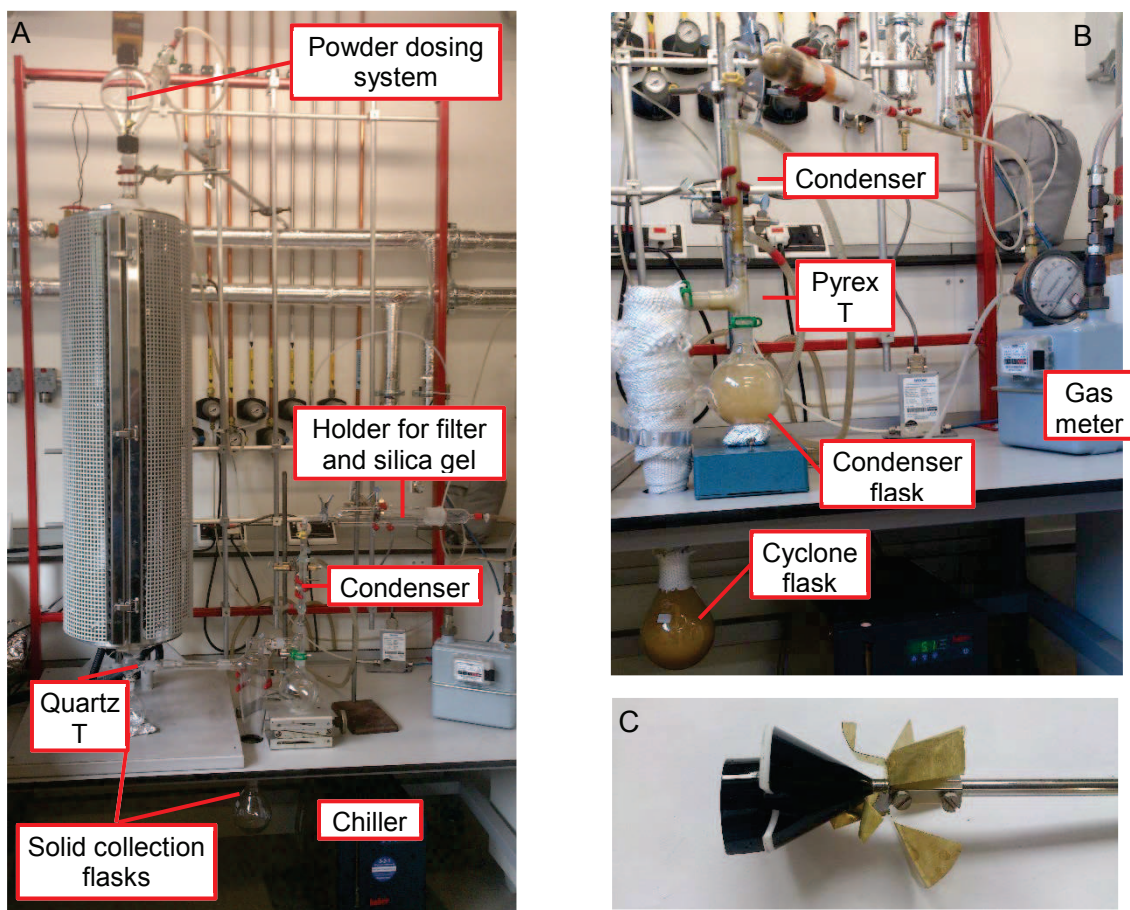 A
Powder dosing
system
Holder for filter
and silica gel
Condenser
Quartz
T
Solid collection
flasks
Chiller
B
Condenser
Pyrex
T
Gas
meter
Condenser
flask
Cyclone
flask
C